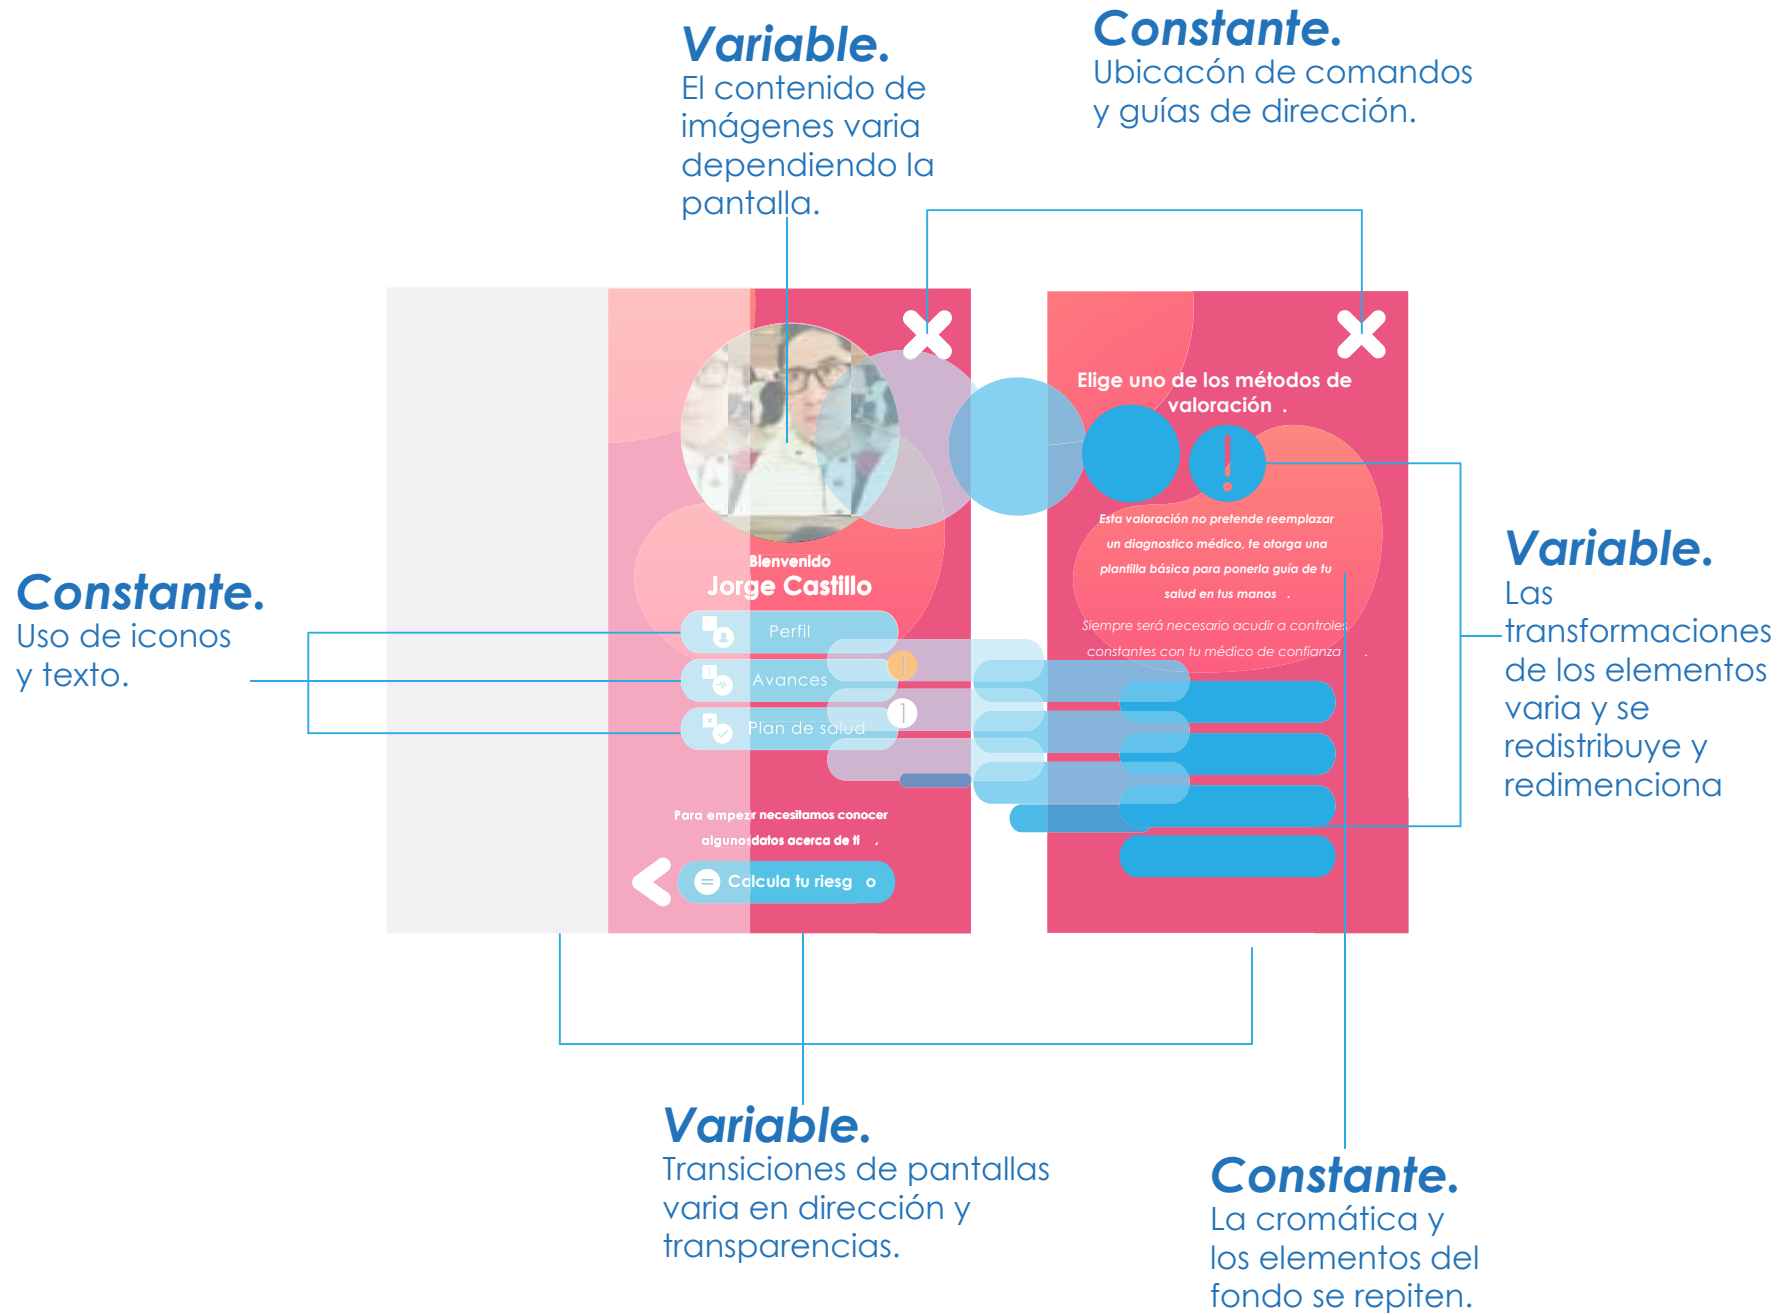 Variable.
El contenido de
imágenes varia
dependiendo la
pantalla.
Constante.
Ubicacón de comandos
y guías de dirección.
Elige uno de los métodos de
valoración .
Esta valoración no pretende reemplazar
un diagnostico médico, te otorga una
plantilla básica para ponerla guía de tu
salud en tus manos .
Siempre será necesario acudir a controles
constantes con tu médico de confianza .
Bienvenido
Jorge Castillo
Perfil
Avances
Plan de salud
1
1
Para empezr necesitamos conocer
algunosdatos acerca de ti .
Calcula tu riesg o
Constante.
Uso de iconos
y texto.
Variable.
Las
transformaciones
de los elementos
varia y se
redistribuye y
redimenciona
Variable.
Transiciones de pantallas
varia en dirección y
transparencias.
Constante.
La cromática y
los elementos del
fondo se repiten.